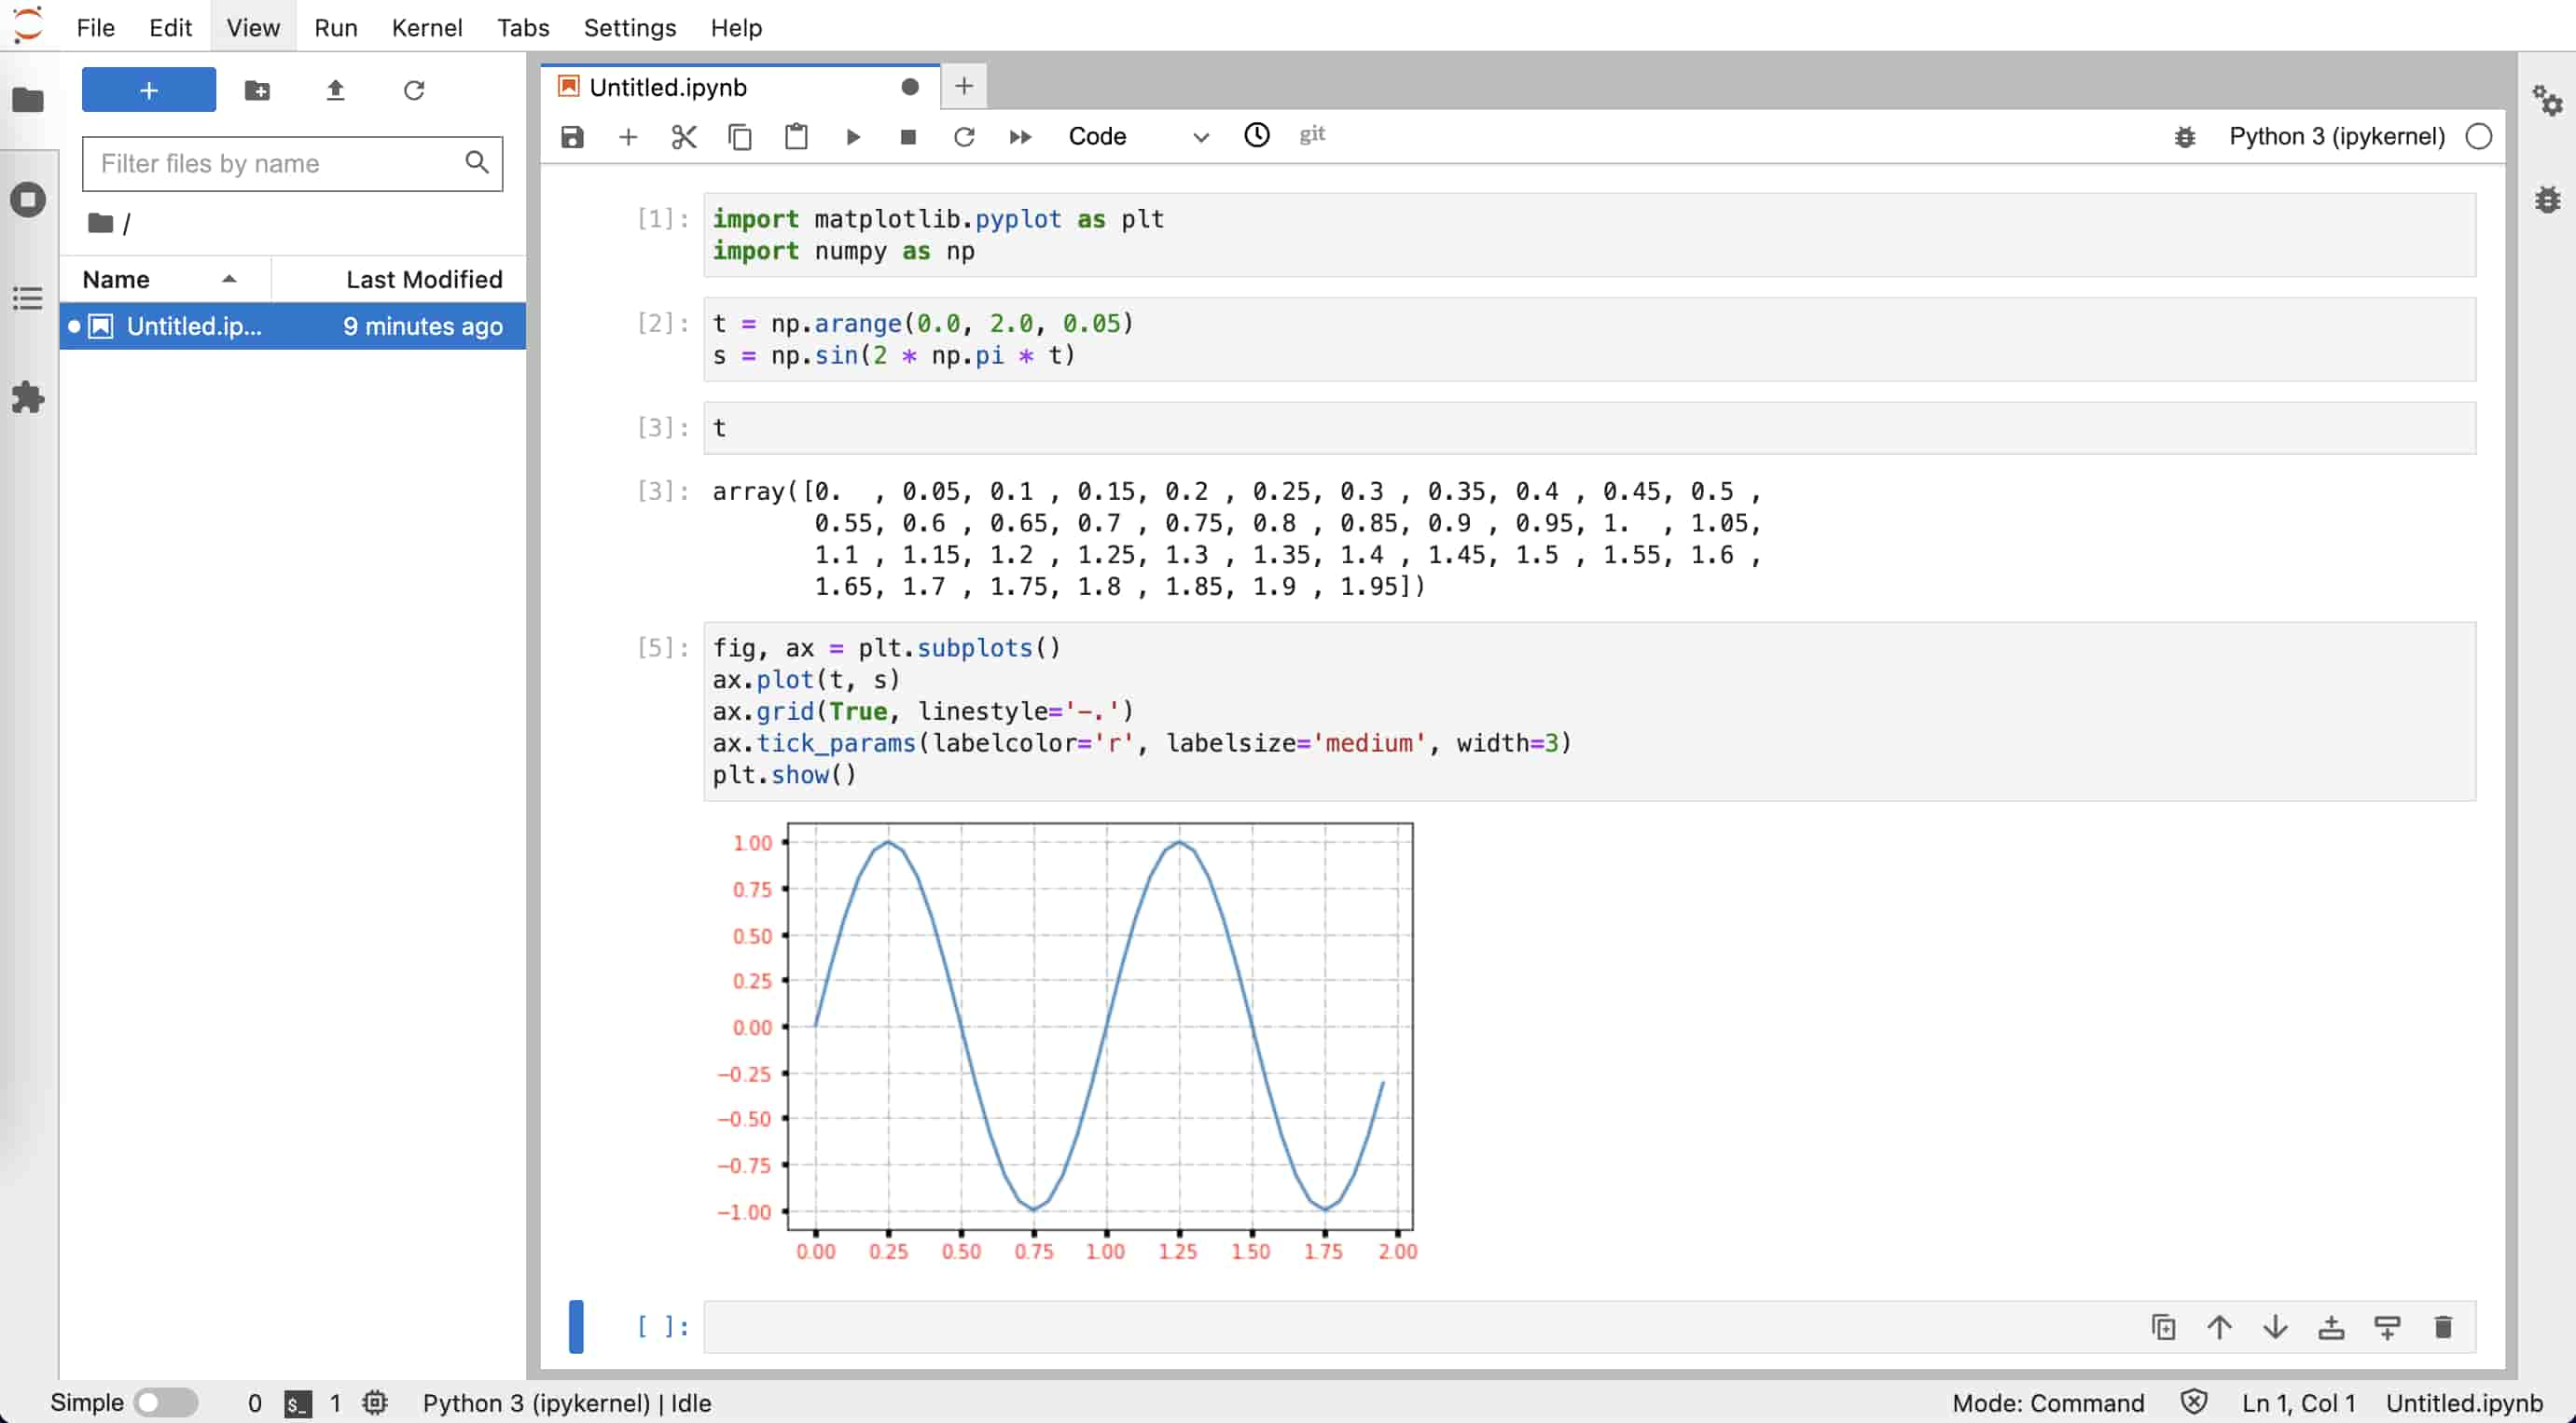 File Edit View Run Kernel Tabs Settings Help
+
Filter files by name
/
Name Last Modified
Untitled.ip... 9 minutes ago
Untitled.ipynb
Code git Python 3 (ipykernel)
[1]: import matplotlib.pyplot as plt
import numpy as np
[2]: t = np.arange(0.0, 2.0, 0.05)
s = np.sin(2 * np.pi * t)
[3]: t
[3]: array([0.  , 0.05, 0.1 , 0.15, 0.2 , 0.25, 0.3 , 0.35, 0.4 , 0.45, 0.5 ,
0.55, 0.6 , 0.65, 0.7 , 0.75, 0.8 , 0.85, 0.9 , 0.95, 1.  , 1.05,
1.1 , 1.15, 1.2 , 1.25, 1.3 , 1.35, 1.4 , 1.45, 1.5 , 1.55, 1.6 ,
1.65, 1.7 , 1.75, 1.8 , 1.85, 1.9 , 1.95])
[5]: fig, ax = plt.subplots()
ax.plot(t, s)
ax.grid(True, linestyle='-.')
ax.tick_params(labelcolor='r', labelsize='medium', width=3)
plt.show()
1.00
0.75
0.50
0.25
0.00
−0.25
−0.50
−0.75
−1.00
0.00 0.25 0.50 0.75 1.00 1.25 1.50 1.75 2.00
[ ]:
Simple 0 $_ 1 Python 3 (ipykernel) | Idle Mode: Command Ln 1, Col 1 Untitled.ipynb